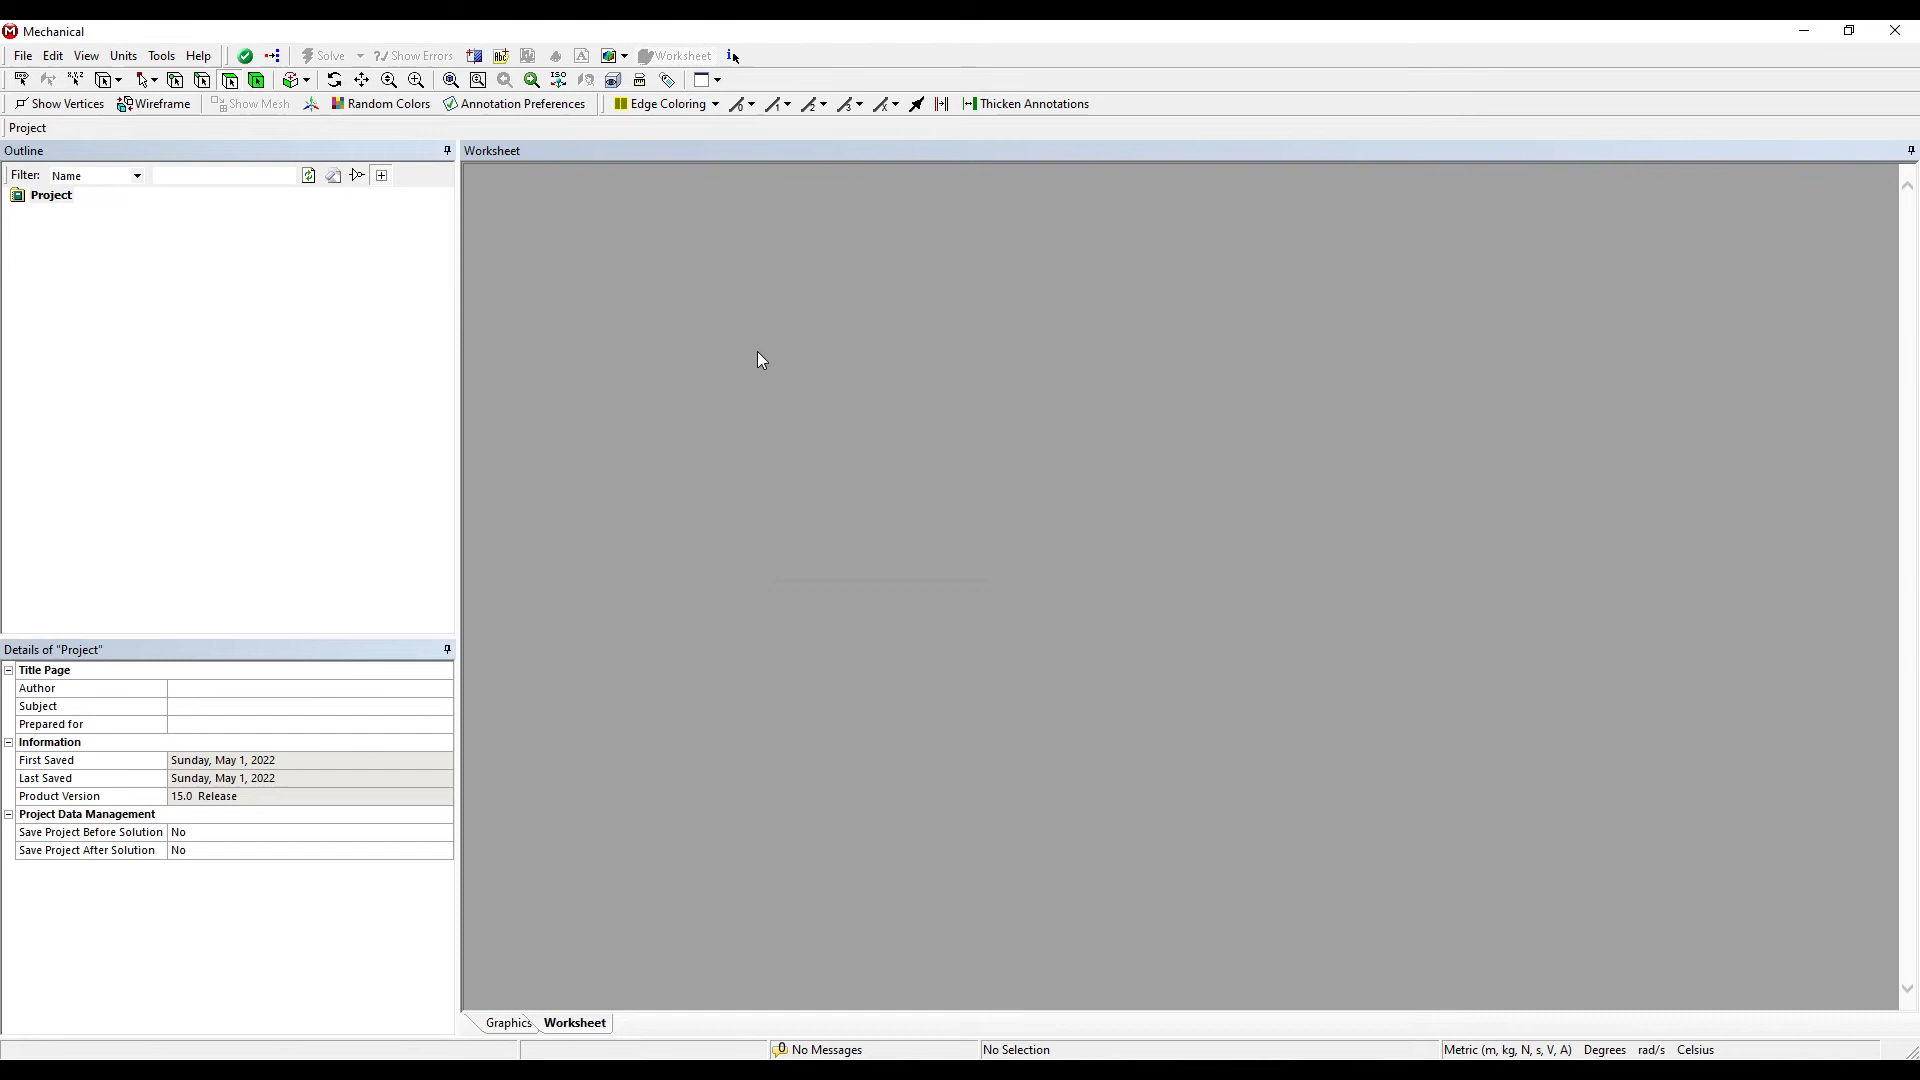 Mechanical
File Edit View Units Tools Help Solve Show Errors Worksheet
Show Vertices Wireframe Show Mesh Random Colors Annotation Preferences Edge Coloring Thicken Annotations
Project
Outline
Worksheet
Filter: Name
Project
Details of "Project"
Title Page
Author
Subject
Prepared for
Information
First Saved Sunday, May 1, 2022
Last Saved Sunday, May 1, 2022
Product Version 15.0 Release
Project Data Management
Save Project Before Solution No
Save Project After Solution No
Graphics Worksheet
0 No Messages No Selection Metric (m, kg, N, s, V, A) Degrees rad/s Celsius